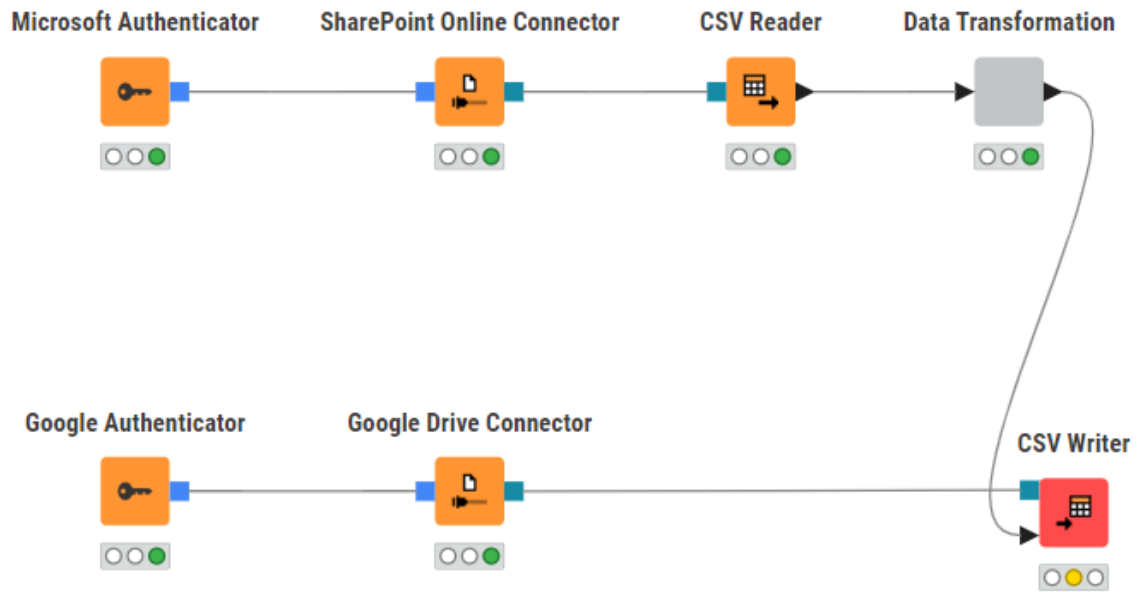 Microsoft Authenticator
SharePoint Online Connector
CSV Reader
Data Transformation
Google Authenticator
Google Drive Connector
CSV Writer